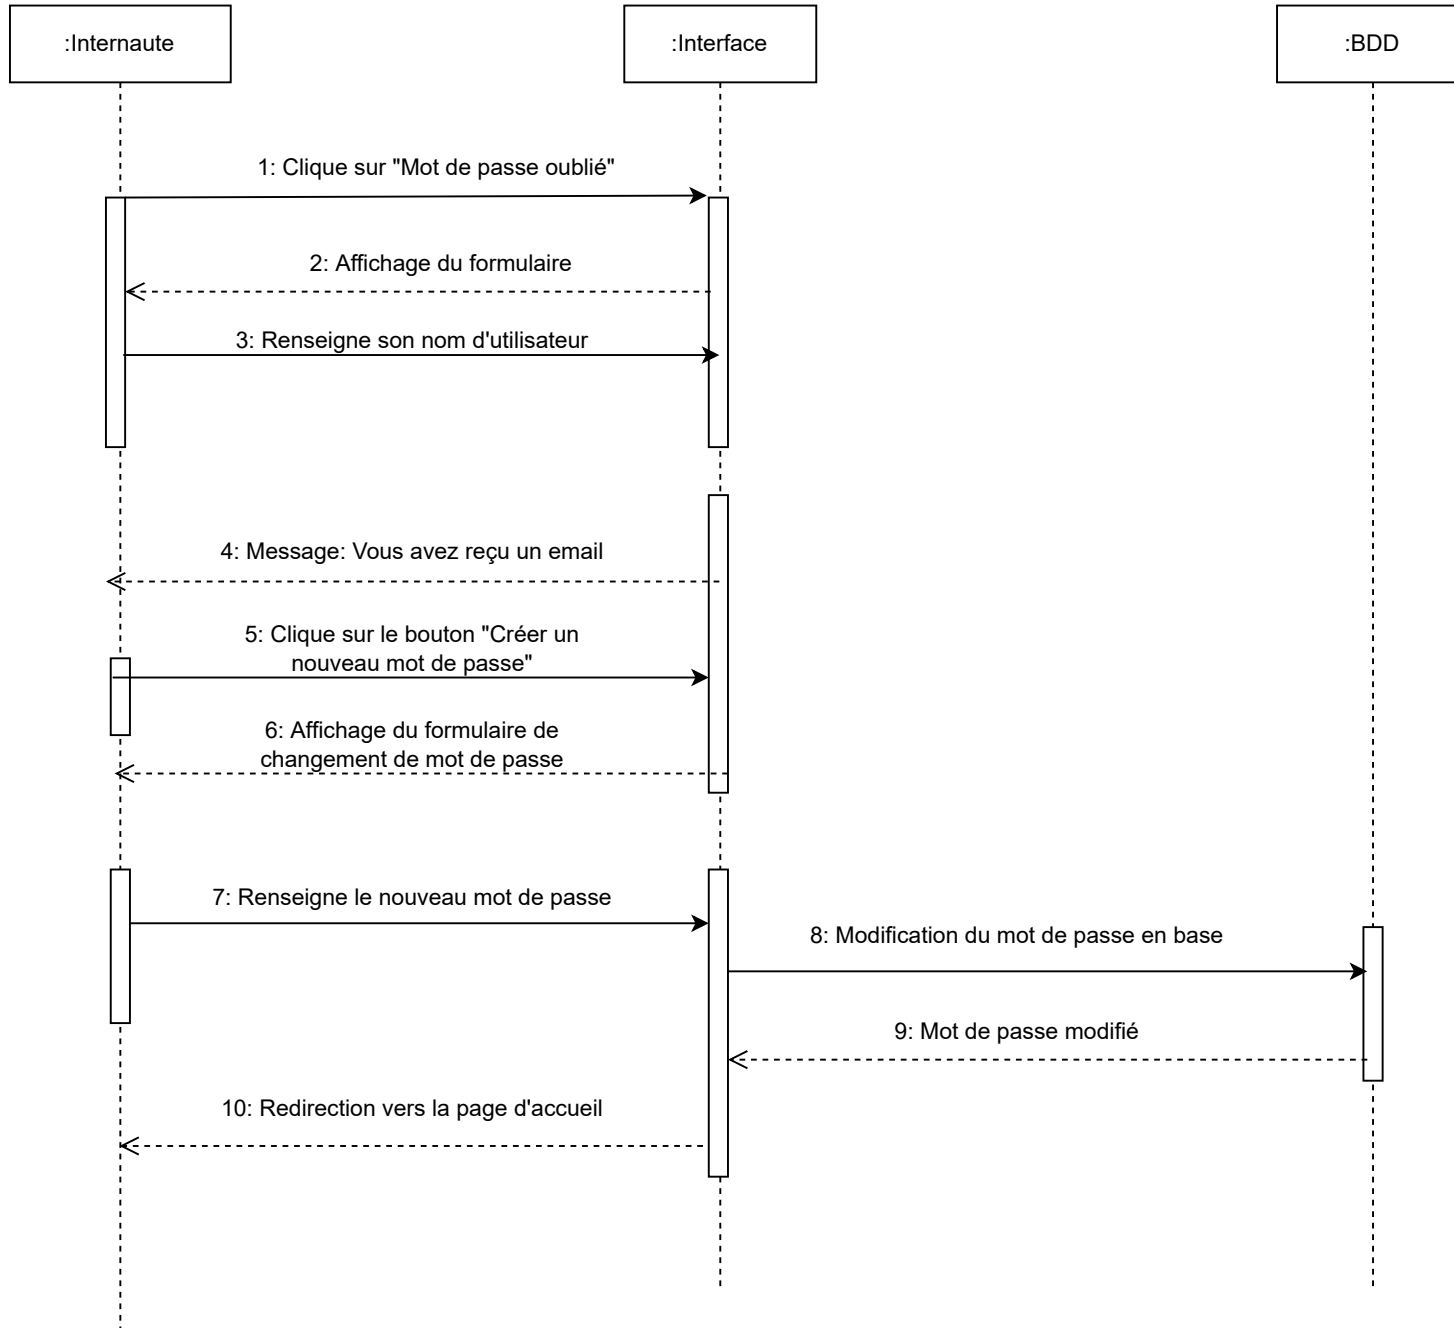 :Internaute
:Interface
:BDD
1: Clique sur "Mot de passe oublié"
2: Affichage du formulaire
3: Renseigne son nom d'utilisateur
4: Message: Vous avez reçu un email
5: Clique sur le bouton "Créer un
nouveau mot de passe"
6: Affichage du formulaire de
changement de mot de passe
7: Renseigne le nouveau mot de passe
8: Modification du mot de passe en base
9: Mot de passe modifié
10: Redirection vers la page d'accueil